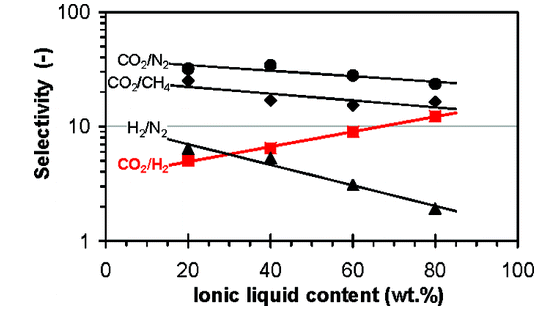 100
CO₂/N₂
CO₂/CH₄
Selectivity (-)
10
H₂/N₂
CO₂/H₂
1
0 20 40 60 80 100
Ionic liquid content (wt.%)